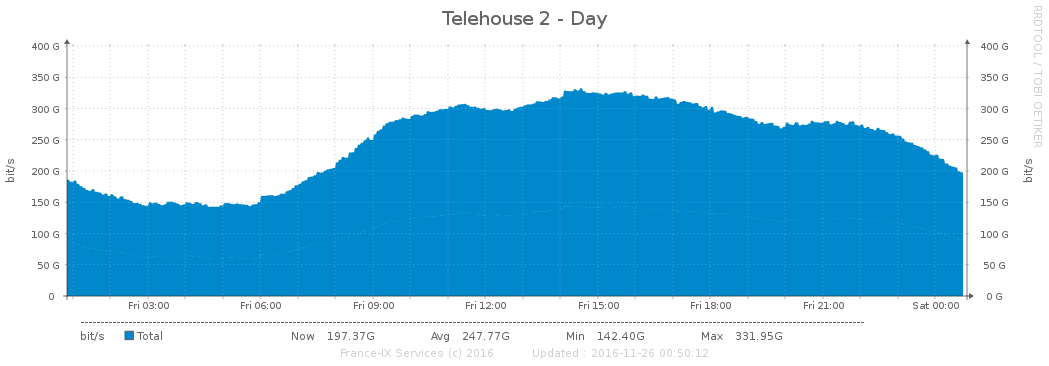 Telehouse 2 - Day
RRDTOOL / TOBI OETIKER
bit/s
400 G 400 G
350 G 350 G
300 G 300 G
250 G 250 G
200 G 200 G
150 G 150 G
100 G 100 G
50 G 50 G
0 0 G
bit/s
Fri 03:00 Fri 06:00 Fri 09:00 Fri 12:00 Fri 15:00 Fri 18:00 Fri 21:00 Sat 00:00
bit/s Total Now 197.37G Avg 247.77G Min 142.40G Max 331.95G
France-IX Services (c) 2016 Updated : 2016-11-26 00:50:12